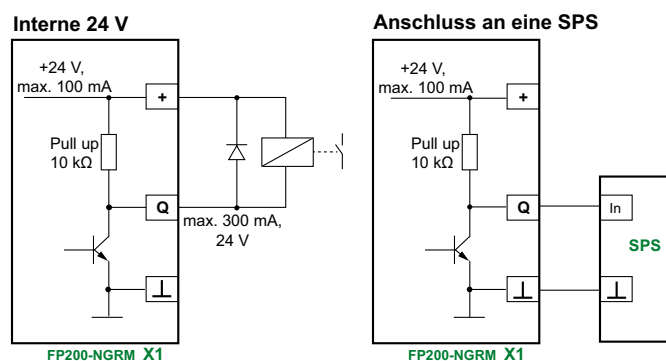 Interne 24 V
+24 V,
max. 100 mA
+
Pull up
10 kΩ
Q
max. 300 mA,
24 V
FP200-NGRM X1
Anschluss an eine SPS
+24 V,
max. 100 mA
+
Pull up
10 kΩ
Q
In
SPS
FP200-NGRM X1